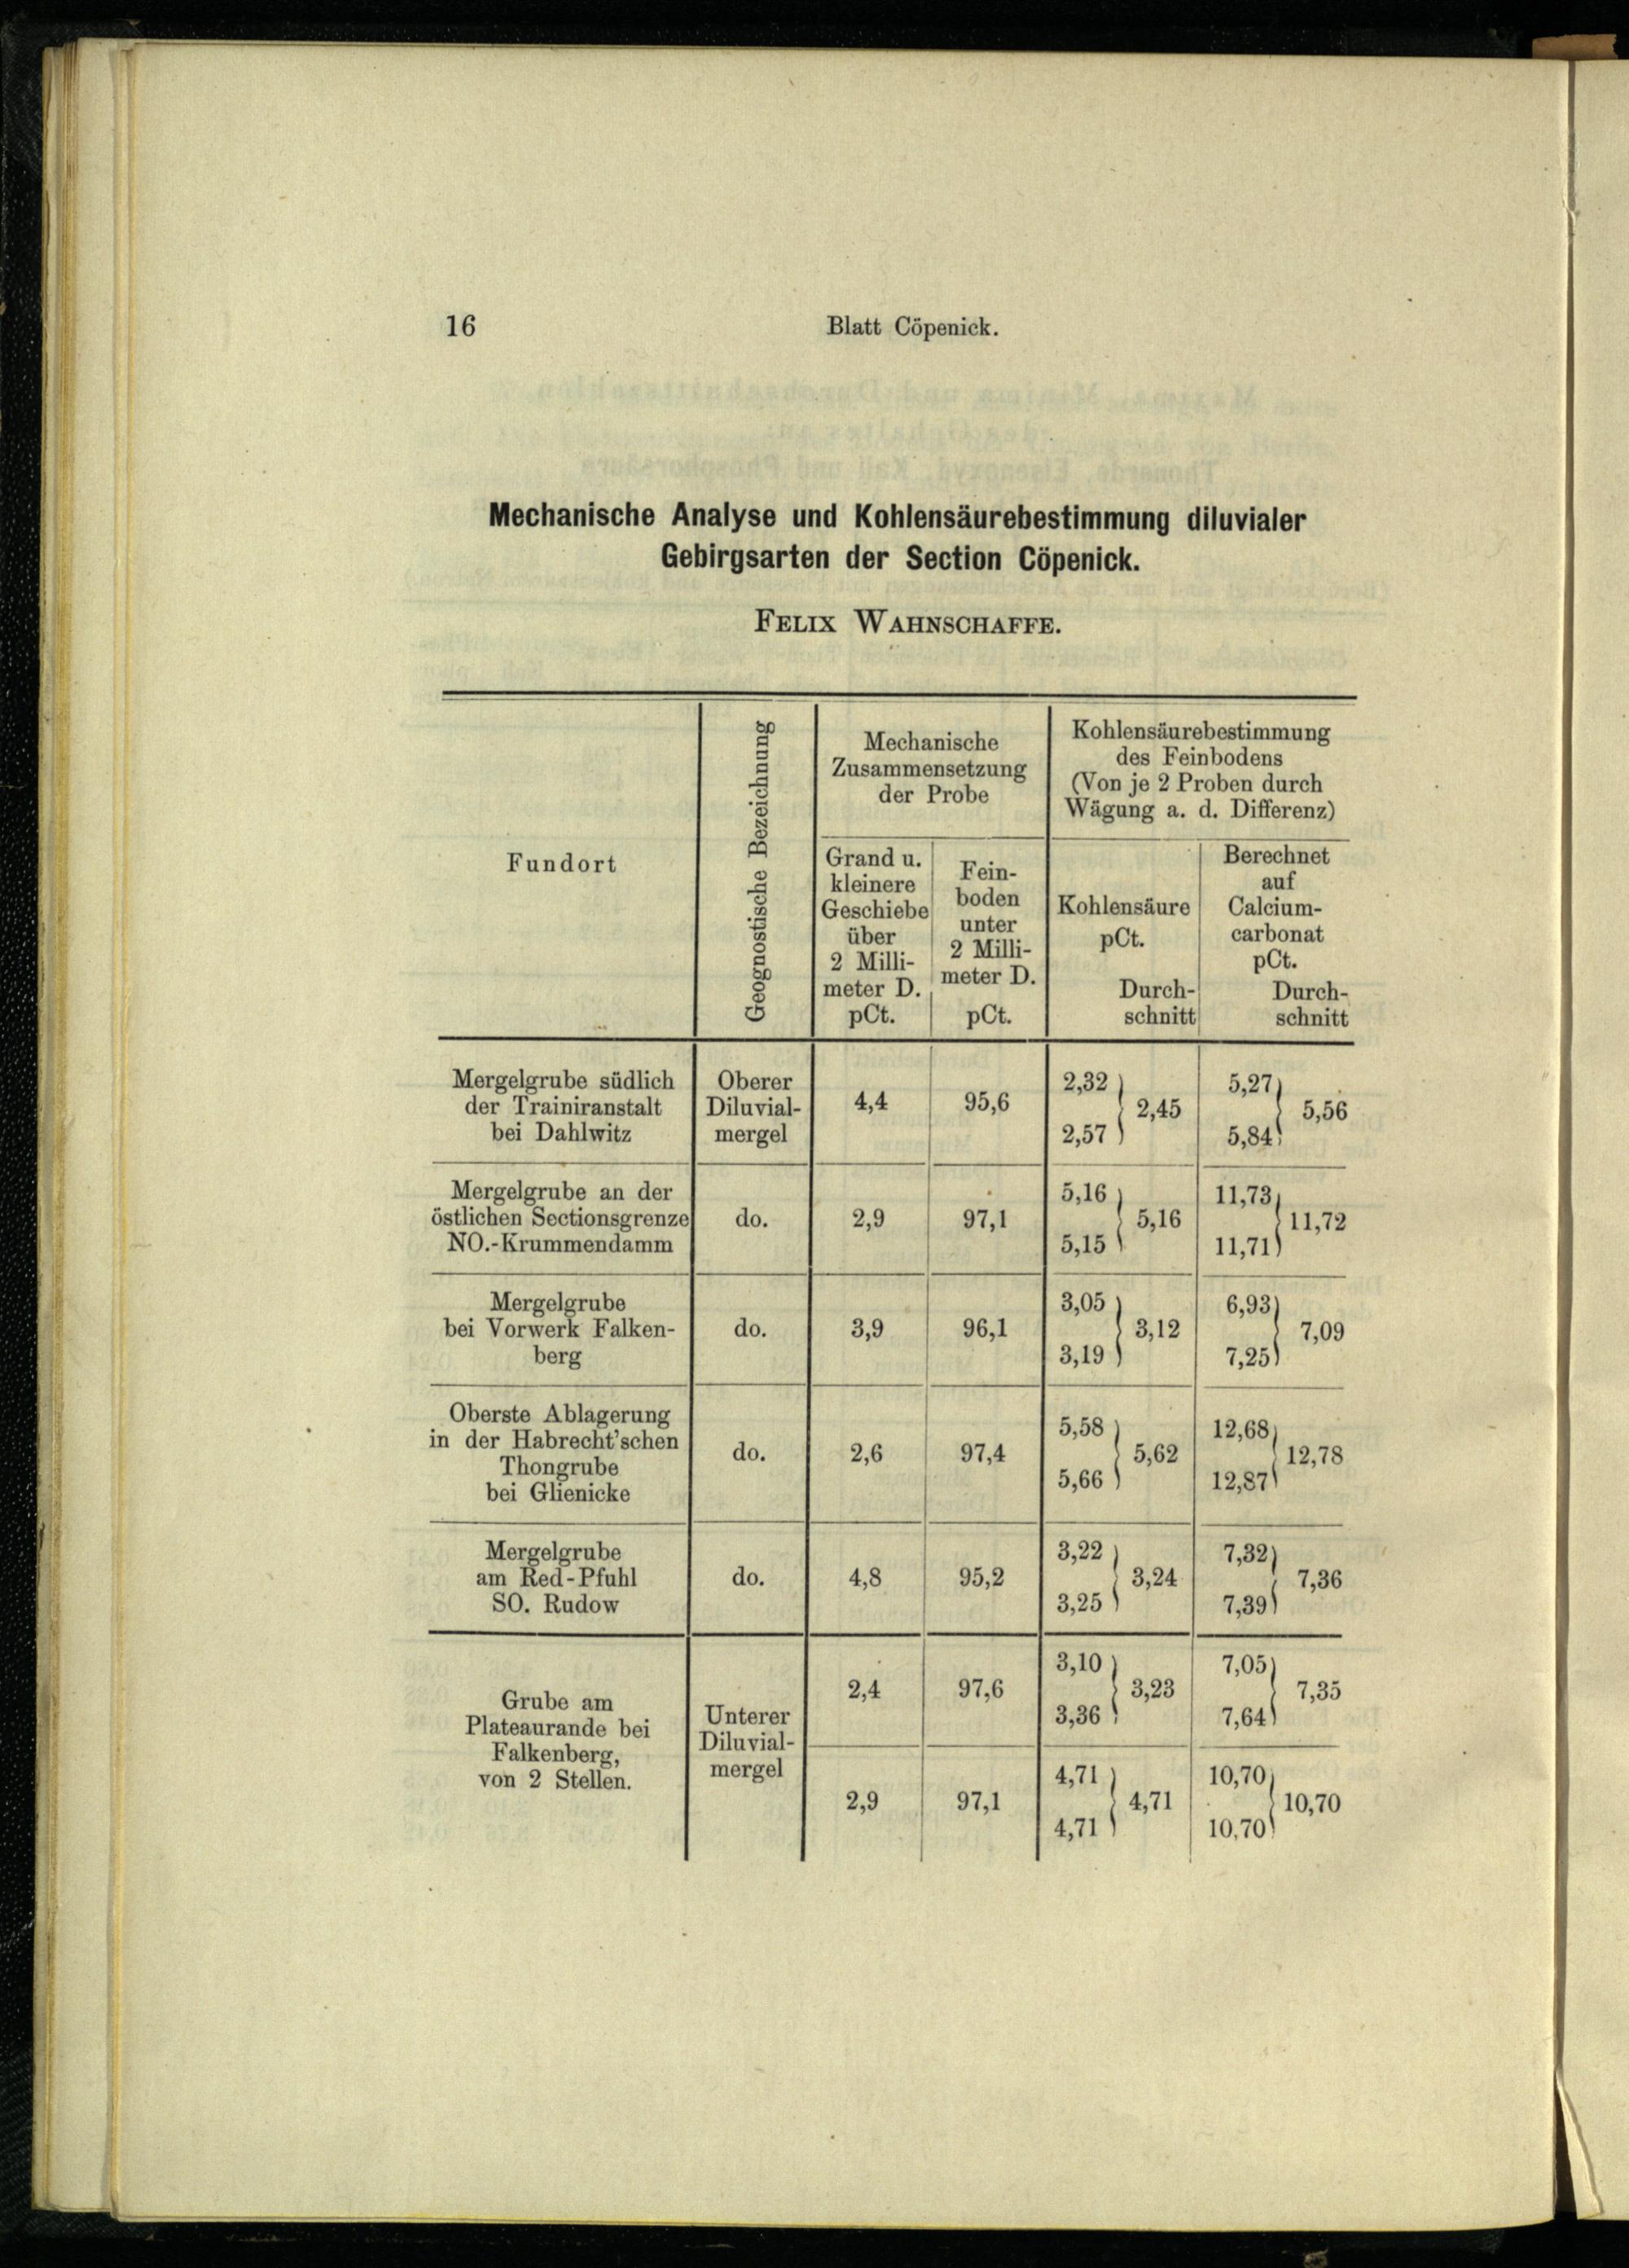 16 Blatt Cöpenick.
Mechanische Analyse und Kohlensäurebestimmung diluvialer
Gebirgsarten der Section Cöpenick.
FELIX WAHNSCHAFFE.
Fundort
Geognostische Bezeichnung
Mechanische
Zusammensetzung
der Probe
Kohlensäurebestimmung
des Feinbodens
(Von je 2 Proben durch
Wägung a. d. Differenz)
Grand u.
kleinere
Geschiebe
über
2 Milli-
meter D.
pCt.
Fein-
boden
unter
2 Milli-
meter D.
pCt.
Kohlensäure
pCt.
Durch-
schnitt
Berechnet
auf
Calcium-
carbonat
pCt.
Durch-
schnitt
Mergelgrube südlich
der Trainiranstalt
bei Dahlwitz
Oberer
Diluvial-
mergel
4,4
95,6
2,32
2,57
2,45
5,27
5,84
5,56
Mergelgrube an der
östlichen Sectionsgrenze
NO.-Krummendamm
do.
2,9
97,1
5,16
5,15
5,16
11,73
11,71
11,72
Mergelgrube
bei Vorwerk Falken-
berg
do.
3,9
96,1
3,05
3,19
3,12
6,93
7,25
7,09
Oberste Ablagerung
in der Habrecht'schen
Thongrube
bei Glienicke
do.
2,6
97,4
5,58
5,66
5,62
12,68
12,87
12,78
Mergelgrube
am Red-Pfuhl
SO. Rudow
do.
4,8
95,2
3,22
3,25
3,24
7,32
7,39
7,36
Grube am
Plateaurande bei
Falkenberg,
von 2 Stellen.
Unterer
Diluvial-
mergel
2,4
97,6
3,10
3,36
3,23
7,05
7,64
7,35
2,9
97,1
4,71
4,71
4,71
10,70
10,70
10,70